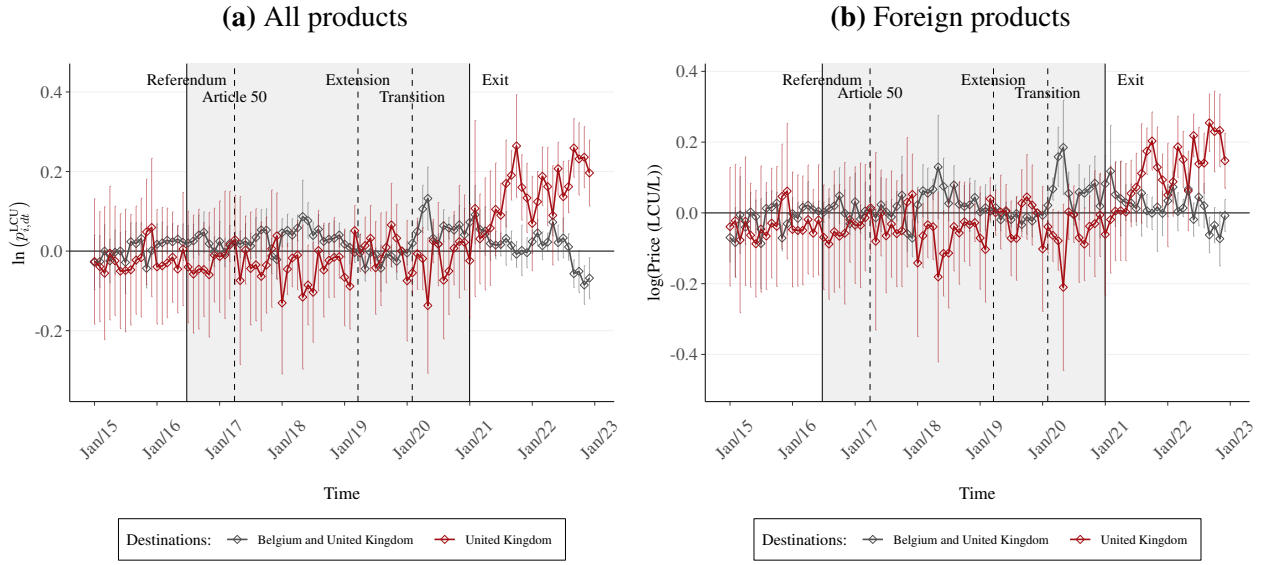 (a) All products
Referendum
Article 50
Extension
Transition
Exit
ln (p_{i,dt}^{LCU})
0.4
0.2
0.0
-0.2
Jan/15
Jan/16
Jan/17
Jan/18
Jan/19
Jan/20
Jan/21
Jan/22
Jan/23
Time
Destinations: Belgium and United Kingdom United Kingdom
(b) Foreign products
Referendum
Article 50
Extension
Transition
Exit
log(Price (LCU/L))
0.4
0.2
0.0
-0.2
-0.4
Jan/15
Jan/16
Jan/17
Jan/18
Jan/19
Jan/20
Jan/21
Jan/22
Jan/23
Time
Destinations: Belgium and United Kingdom United Kingdom